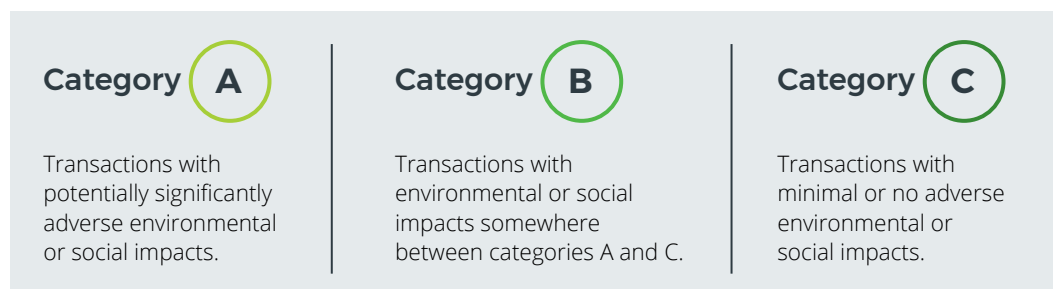 Category A
Transactions with
potentially significantly
adverse environmental
or social impacts.
Category B
Transactions with
environmental or social
impacts somewhere
between categories A and C.
Category C
Transactions with
minimal or no adverse
environmental or
social impacts.